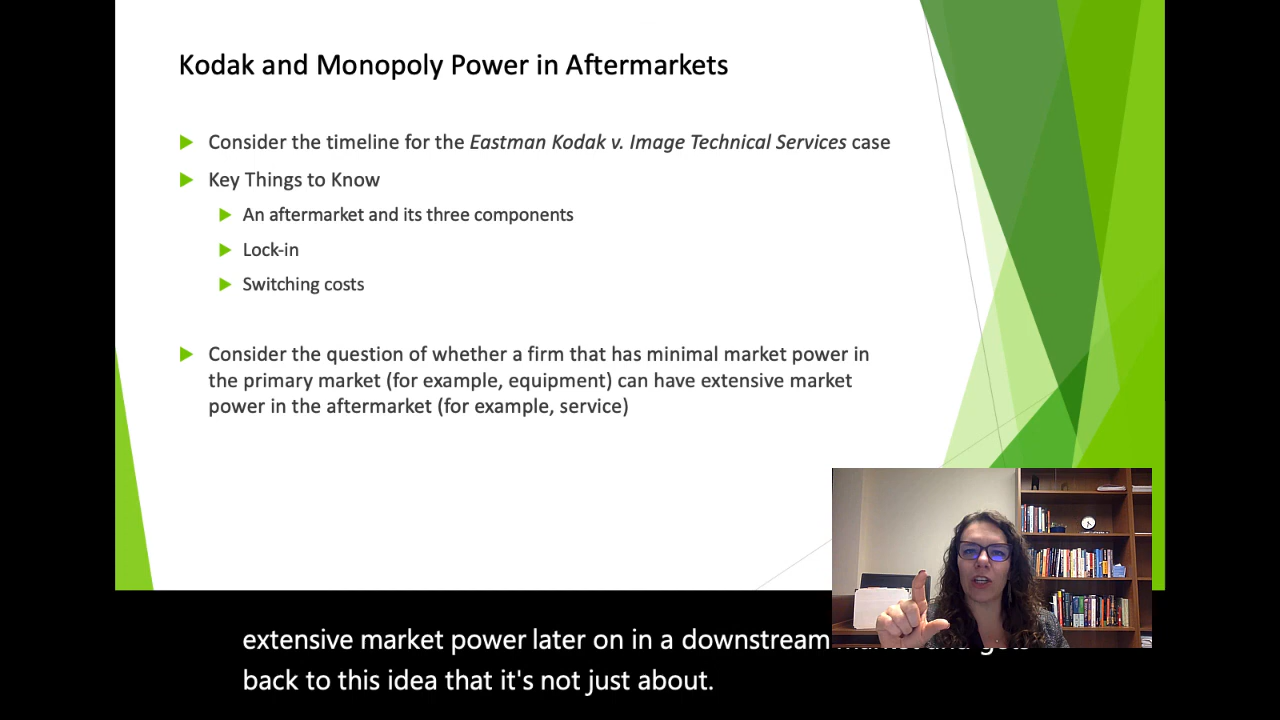 Kodak and Monopoly Power in Aftermarkets
Consider the timeline for the Eastman Kodak v. Image Technical Services case
Key Things to Know
An aftermarket and its three components
Lock-in
Switching costs
Consider the question of whether a firm that has minimal market power in
the primary market (for example, equipment) can have extensive market
power in the aftermarket (for example, service)
extensive market power later on in a downstream
back to this idea that it's not just about.